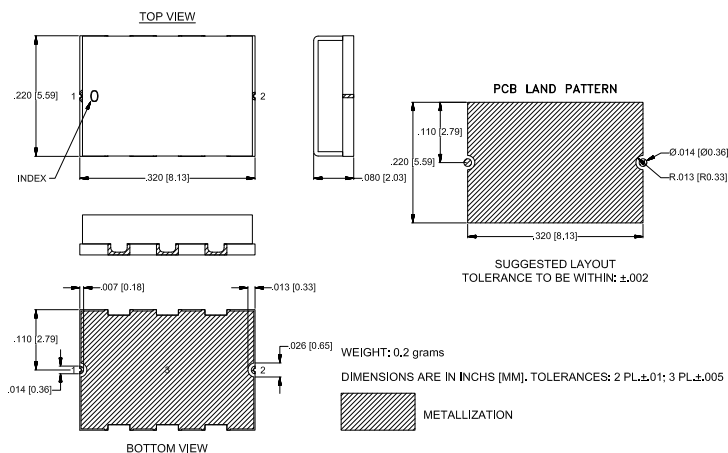 TOP VIEW
.220 [5.59]
1
2
INDEX
.320 [8.13]
.080 [2.03]
PCB LAND PATTERN
.110 [2.79]
.220 [5.59]
Ø.014 [Ø0.36]
R.013 [R0.33]
.320 [8.13]
SUGGESTED LAYOUT
TOLERANCE TO BE WITHIN: ±.002
.007 [0.18]
.013 [0.33]
.110 [2.79]
1
3
2
.026 [0.65]
.014 [0.36]
BOTTOM VIEW
WEIGHT: 0.2 grams
DIMENSIONS ARE IN INCHS [MM]. TOLERANCES: 2 PL.±.01; 3 PL.±.005
METALLIZATION